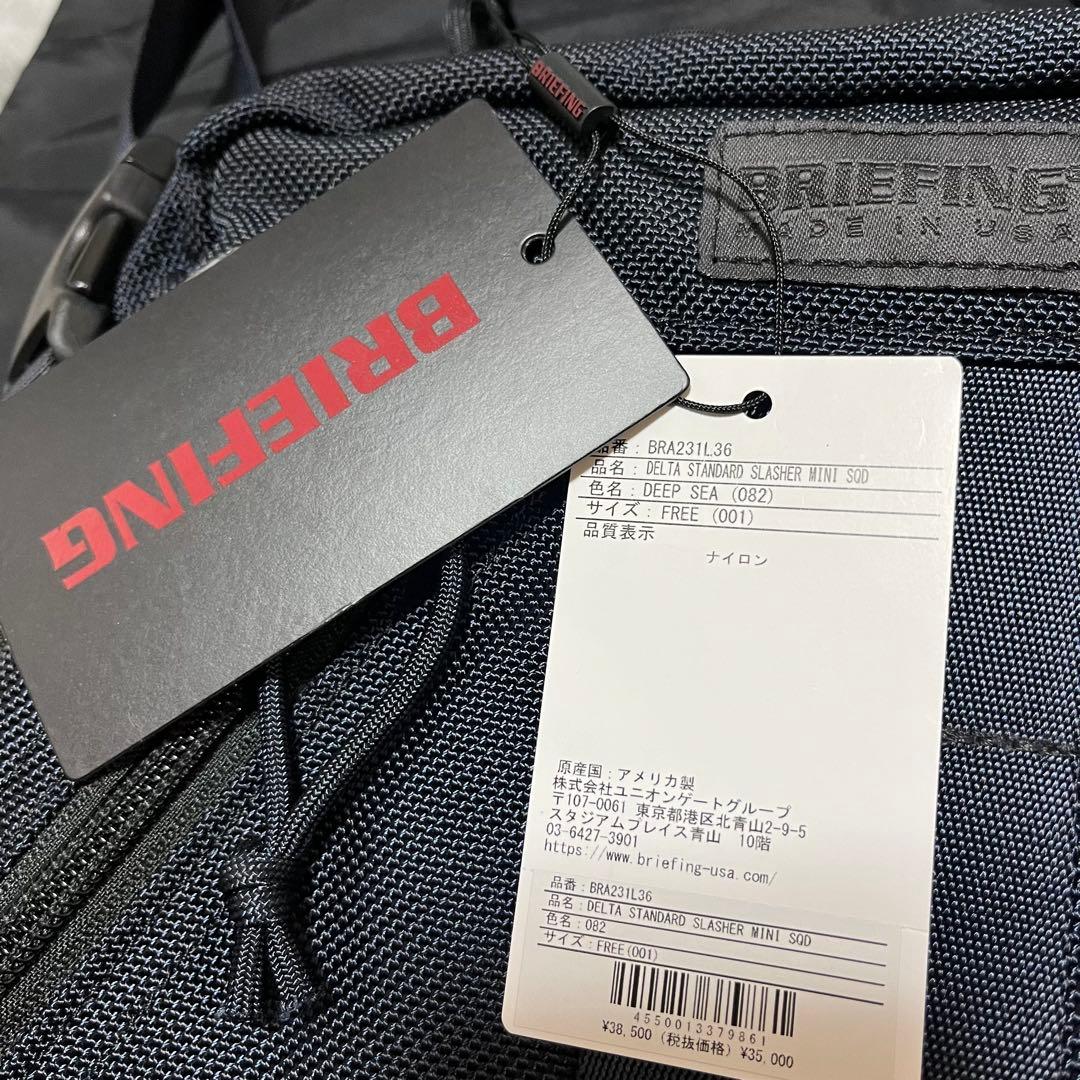 BRIEFING
BRIEFING
MADE IN USA
BRIEFING
品番 : BRA231L36
品名 : DELTA STANDARD SLASHER MINI SQD
色名 : DEEP SEA (082)
サイズ : FREE (001)
品質表示
ナイロン
原産国 : アメリカ製
株式会社ユニオンゲートグループ
〒107-0061 東京都港区北青山2-9-5
スタジアムプレイス青山 10階
03-6427-3901
https://www.briefing-usa.com/
品番 : BRA231L36
品名 : DELTA STANDARD SLASHER MINI SQD
色名 : 082
サイズ : FREE(001)
4550013379861
¥38,500 (税抜価格) ¥35,000